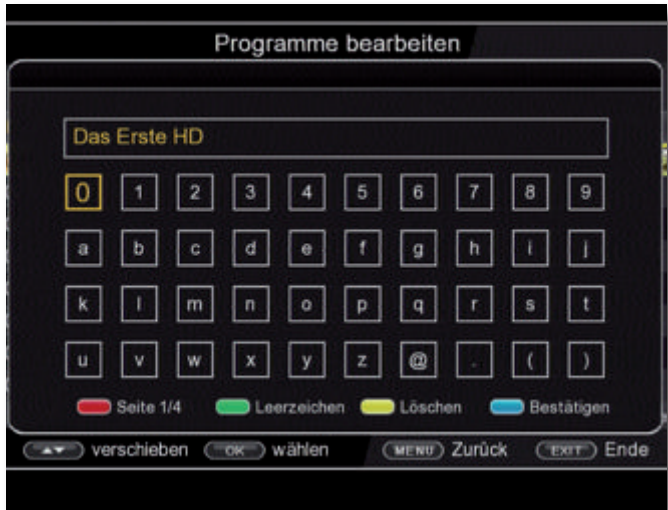 Programme bearbeiten
Das Erste HD
0 1 2 3 4 5 6 7 8 9
a b c d e f g h i j
k l m n o p q r s t
u v w x y z @ . ( )
Seite 1/4 Leerzeichen Löschen Bestätigen
verschieben OK wählen MENU Zurück EXIT Ende